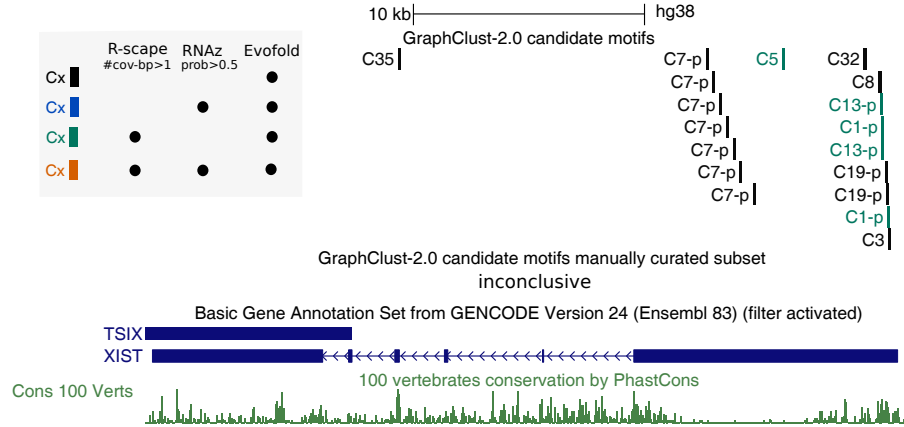 10 kb hg38
GraphClust-2.0 candidate motifs
R-scape RNAz Evofold
#cov-bp>1 prob>0.5
Cx
Cx
Cx
Cx
C35 C7-p C5 C32
C7-p C8
C7-p C13-p
C7-p C1-p
C7-p C13-p
C7-p C19-p
C7-p C19-p
C1-p
C3
GraphClust-2.0 candidate motifs manually curated subset
inconclusive
Basic Gene Annotation Set from GENCODE Version 24 (Ensembl 83) (filter activated)
TSIX
XIST
100 vertebrates conservation by PhastCons
Cons 100 Verts